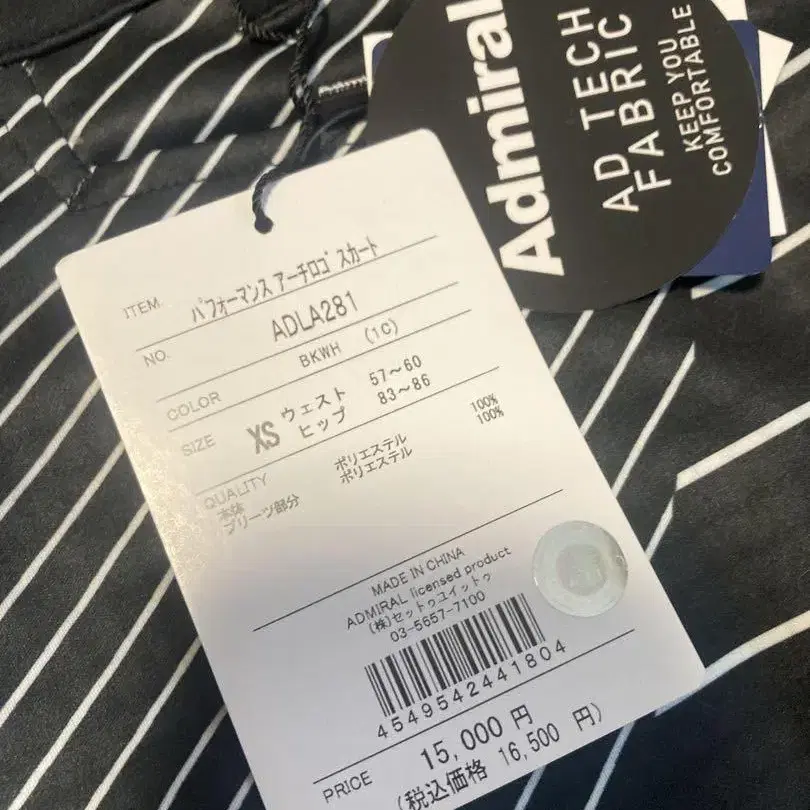 Admiral
AD TECH
FABRIC
KEEP YOU
COMFORTABLE
ITEM パフォーマンス アーチロゴ スカート
NO. ADLA281
COLOR BKWH (1C)
SIZE XS ウェスト 57～60
ヒップ 83～86
QUALITY
本体 ポリエステル 100%
プリーツ部分 ポリエステル 100%
MADE IN CHINA
ADMIRAL licensed product
(株)セットゥユイットゥ
03-5657-7100
4549542441804
PRICE 15,000 円
(税込価格 16,500 円)